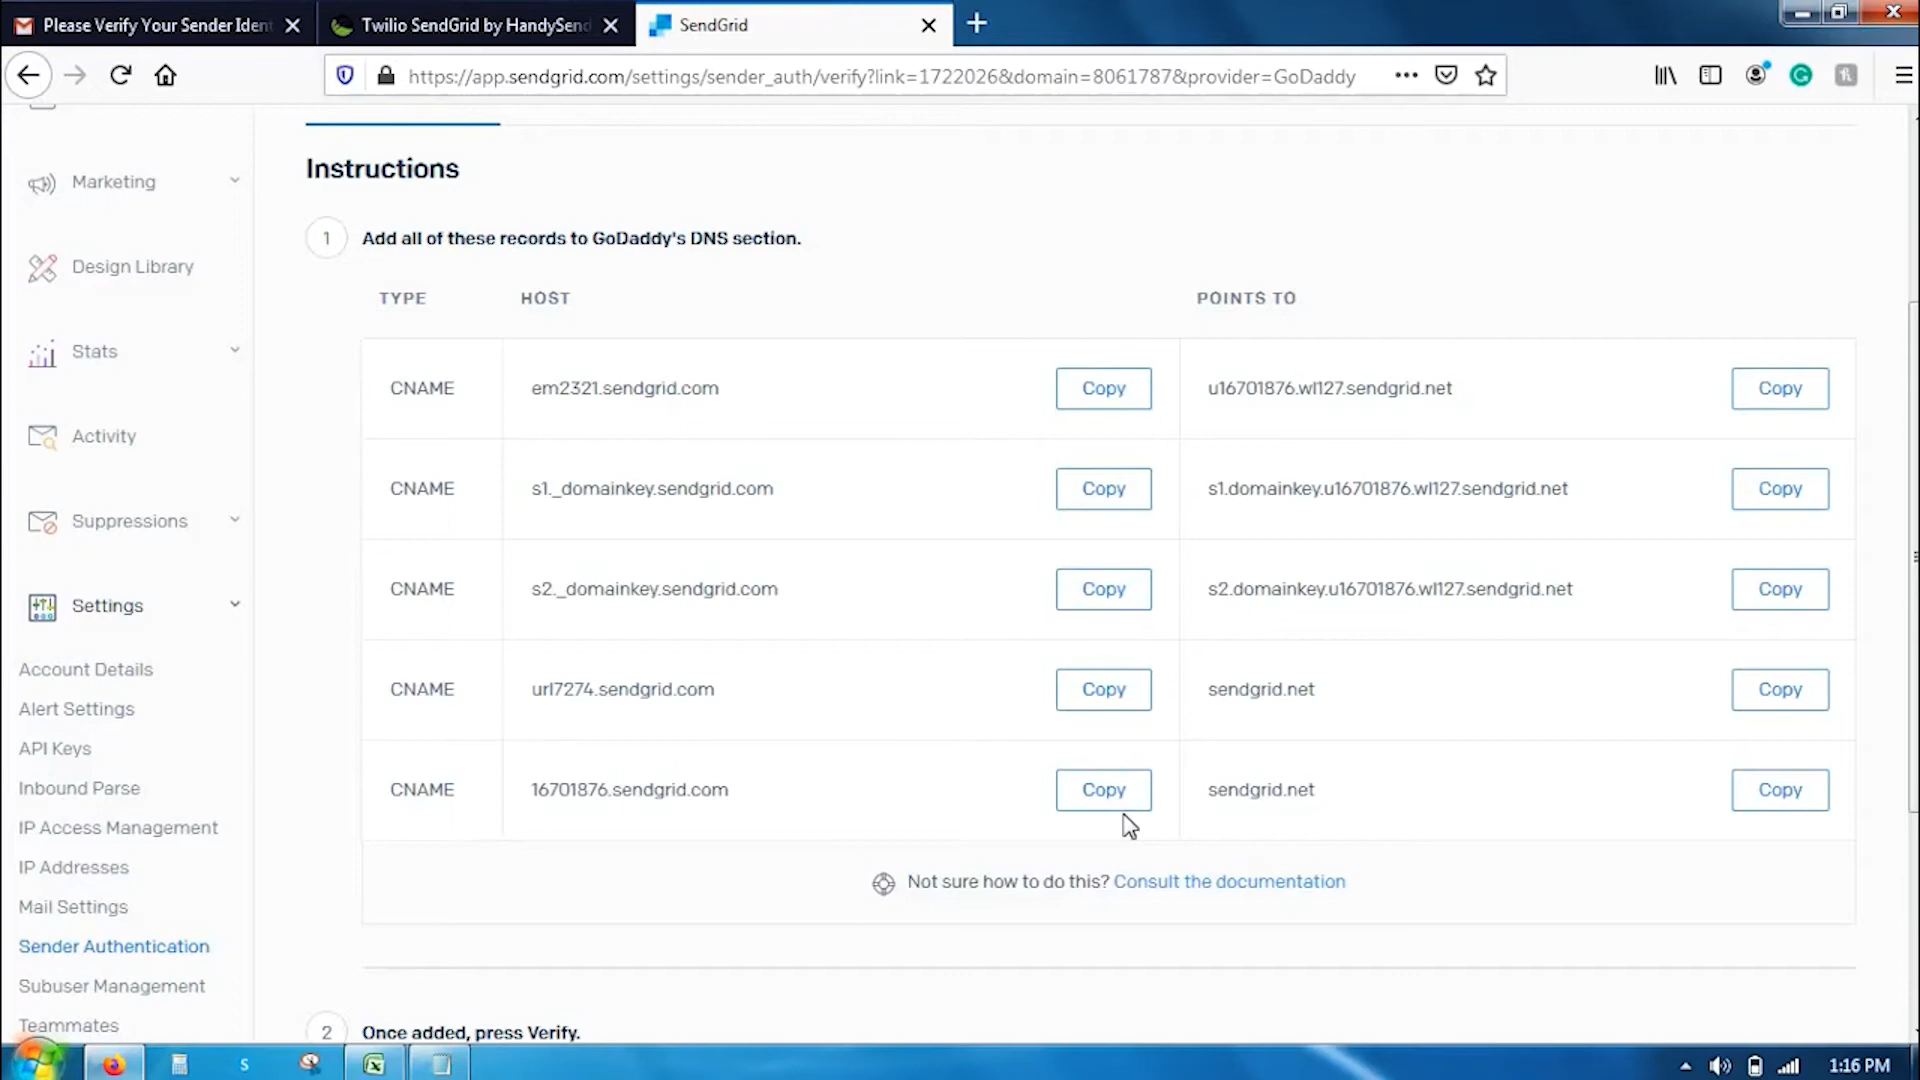 Please Verify Your Sender Ident
Twilio SendGrid by HandySend
SendGrid
https://app.sendgrid.com/settings/sender_auth/verify?link=1722026&domain=8061787&provider=GoDaddy
Marketing
Design Library
Stats
Activity
Suppressions
Settings
Account Details
Alert Settings
API Keys
Inbound Parse
IP Access Management
IP Addresses
Mail Settings
Sender Authentication
Subuser Management
Teammates
Instructions
1 Add all of these records to GoDaddy's DNS section.
TYPE HOST POINTS TO
CNAME em2321.sendgrid.com Copy u16701876.wl127.sendgrid.net Copy
CNAME s1._domainkey.sendgrid.com Copy s1.domainkey.u16701876.wl127.sendgrid.net Copy
CNAME s2._domainkey.sendgrid.com Copy s2.domainkey.u16701876.wl127.sendgrid.net Copy
CNAME url7274.sendgrid.com Copy sendgrid.net Copy
CNAME 16701876.sendgrid.com Copy sendgrid.net Copy
Not sure how to do this? Consult the documentation
2 Once added, press Verify.
1:16 PM